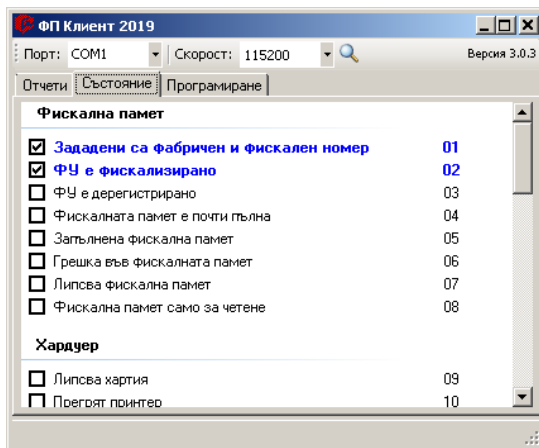 ФП Клиент 2019
Порт: COM1 Скорост: 115200 Версия 3.0.3
Отчети Състояние Програмиране
Фискална памет
Зададени са фабричен и фискален номер 01
ФУ е фискализирано 02
ФУ е дерегистрирано 03
Фискалната памет е почти пълна 04
Запълнена фискална памет 05
Грешка във фискалната памет 06
Липсва фискална памет 07
Фискална памет само за четене 08
Хардуер
Липсва хартия 09
Прегрят принтер 10